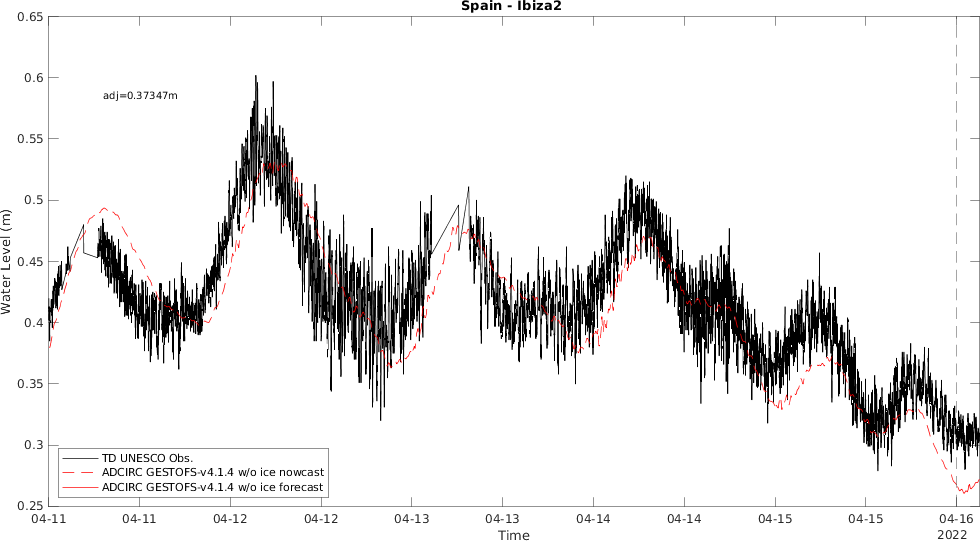 Spain - Ibiza2
0.65
0.6
adj=0.37347m
0.55
0.5
0.45
0.4
0.35
0.3
0.25
Water Level (m)
TD UNESCO Obs.
ADCIRC GESTOFS-v4.1.4 w/o ice nowcast
ADCIRC GESTOFS-v4.1.4 w/o ice forecast
04-11 04-11 04-12 04-12 04-13 04-13 04-14 04-14 04-15 04-15 04-16
2022
Time